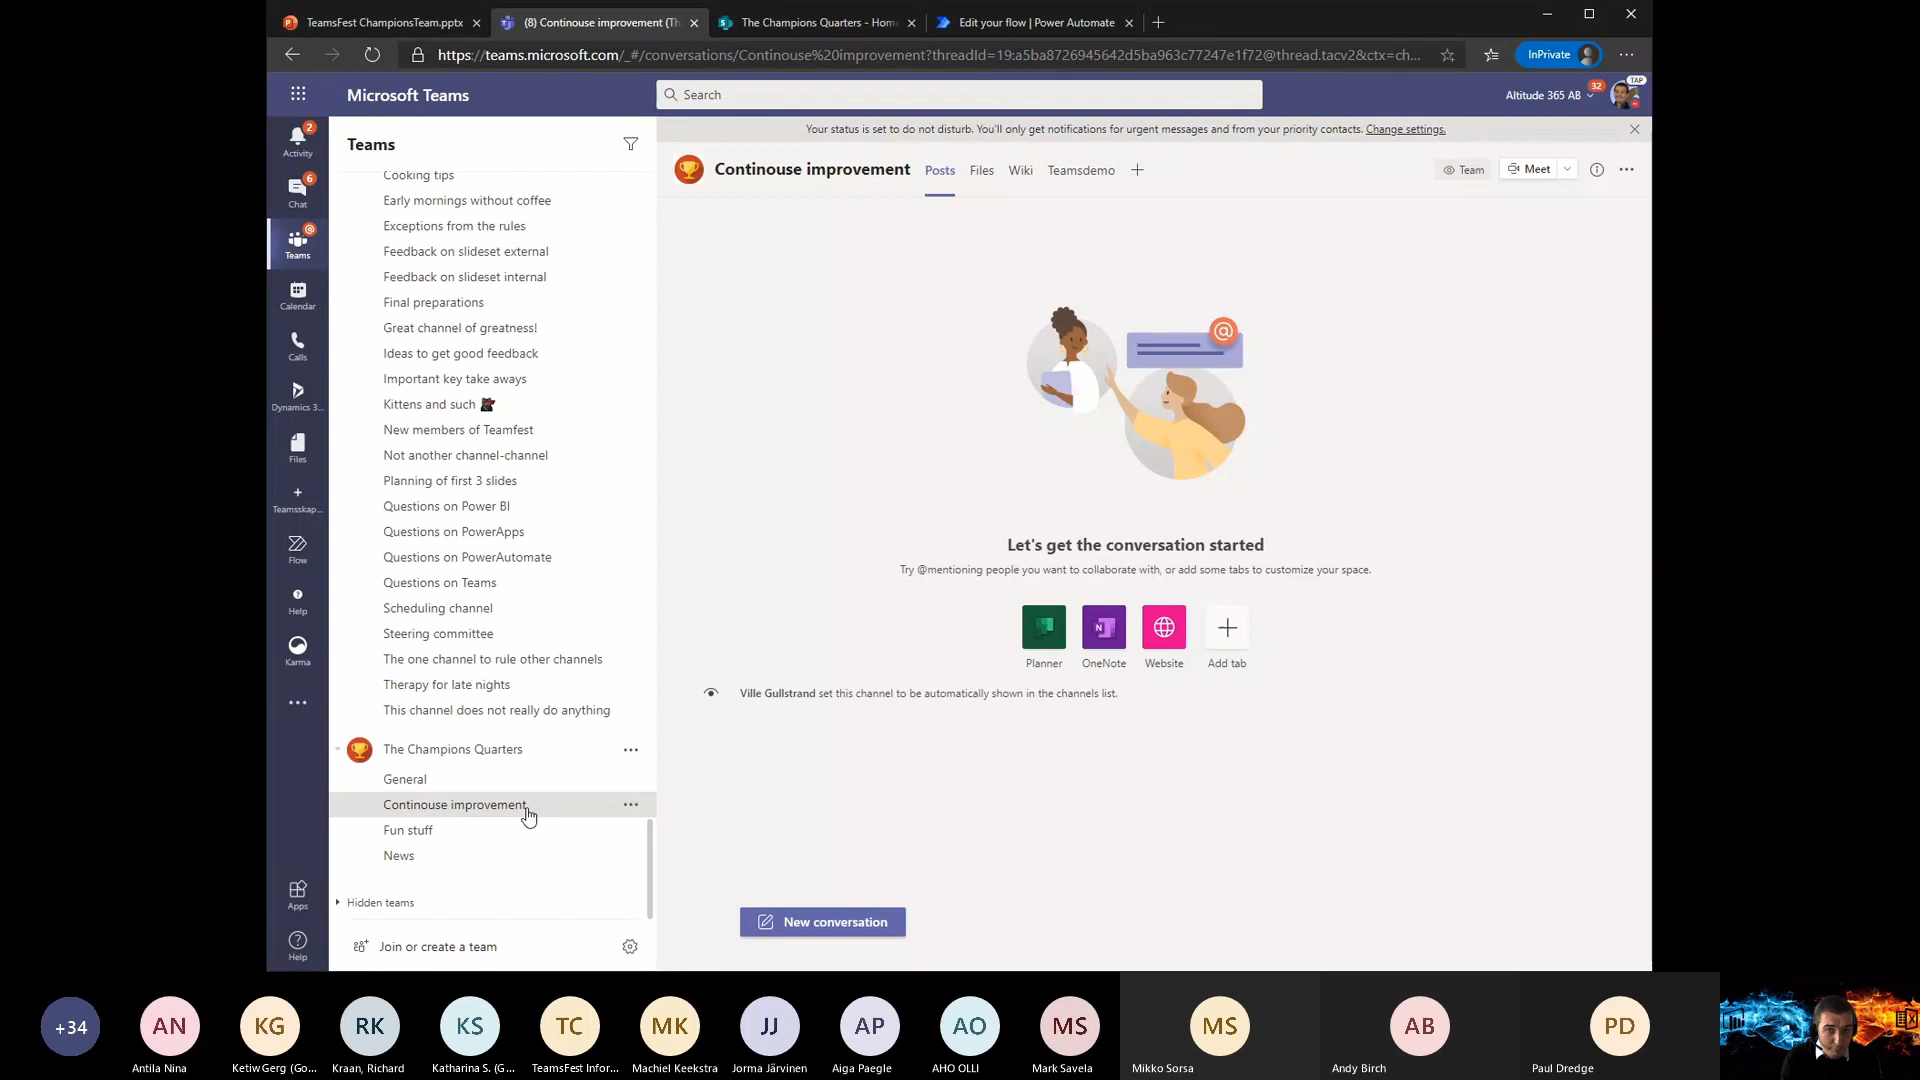 TeamsFest ChampionsTeam.pptx
(8) Continouse improvement (Th
The Champions Quarters - Hom
Edit your flow | Power Automate
https://teams.microsoft.com/_#/conversations/Continouse%20improvement?threadId=19:a5ba8726945642d5ba963c77247e1f72@thread.tacv2&ctx=ch...
InPrivate
Microsoft Teams
Search
Altitude 365 AB
32
TAP
Your status is set to do not disturb. You'll only get notifications for urgent messages and from your priority contacts. Change settings.
2
Activity
6
Chat
@
Teams
Calendar
Calls
Dynamics 3...
Files
Teamsskap...
Flow
Help
Karma
Apps
Help
Teams
Cooking tips
Early mornings without coffee
Exceptions from the rules
Feedback on slideset external
Feedback on slideset internal
Final preparations
Great channel of greatness!
Ideas to get good feedback
Important key take aways
Kittens and such
New members of Teamfest
Not another channel-channel
Planning of first 3 slides
Questions on Power BI
Questions on PowerApps
Questions on PowerAutomate
Questions on Teams
Scheduling channel
Steering committee
The one channel to rule other channels
Therapy for late nights
This channel does not really do anything
The Champions Quarters
General
Continouse improvement
Fun stuff
News
Hidden teams
Join or create a team
Continouse improvement
Posts
Files
Wiki
Teamsdemo
Team
Meet
@
Let's get the conversation started
Try @mentioning people you want to collaborate with, or add some tabs to customize your space.
Planner
OneNote
Website
Add tab
Ville Gullstrand set this channel to be automatically shown in the channels list.
New conversation
+34
AN
Antila Nina
KG
Ketiw Gerg (Go...
RK
Kraan, Richard
KS
Katharina S. (G...
TC
TeamsFest Infor...
MK
Machiel Keekstra
JJ
Jorma Järvinen
AP
Aiga Paegle
AO
AHO OLLI
MS
Mark Savela
MS
Mikko Sorsa
AB
Andy Birch
PD
Paul Dredge